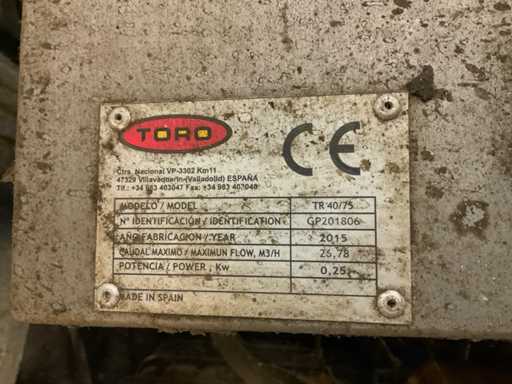 TORO
CE
Ctra. Nacional VP-3302 Km11
47329 Villavaquerin-(Valladolid) ESPAÑA
Tlf.: +34 983 403047 Fax: +34 983 403048
MODELO / MODEL TR 40/75
Nº IDENTIFICACIÓN / IDENTIFICATION GP201806
AÑO FABRICACION / YEAR 2015
CAUDAL MAXIMO / MAXIMUN FLOW, M3/H 26,78
POTENCIA / POWER , Kw 0,25
MADE IN SPAIN